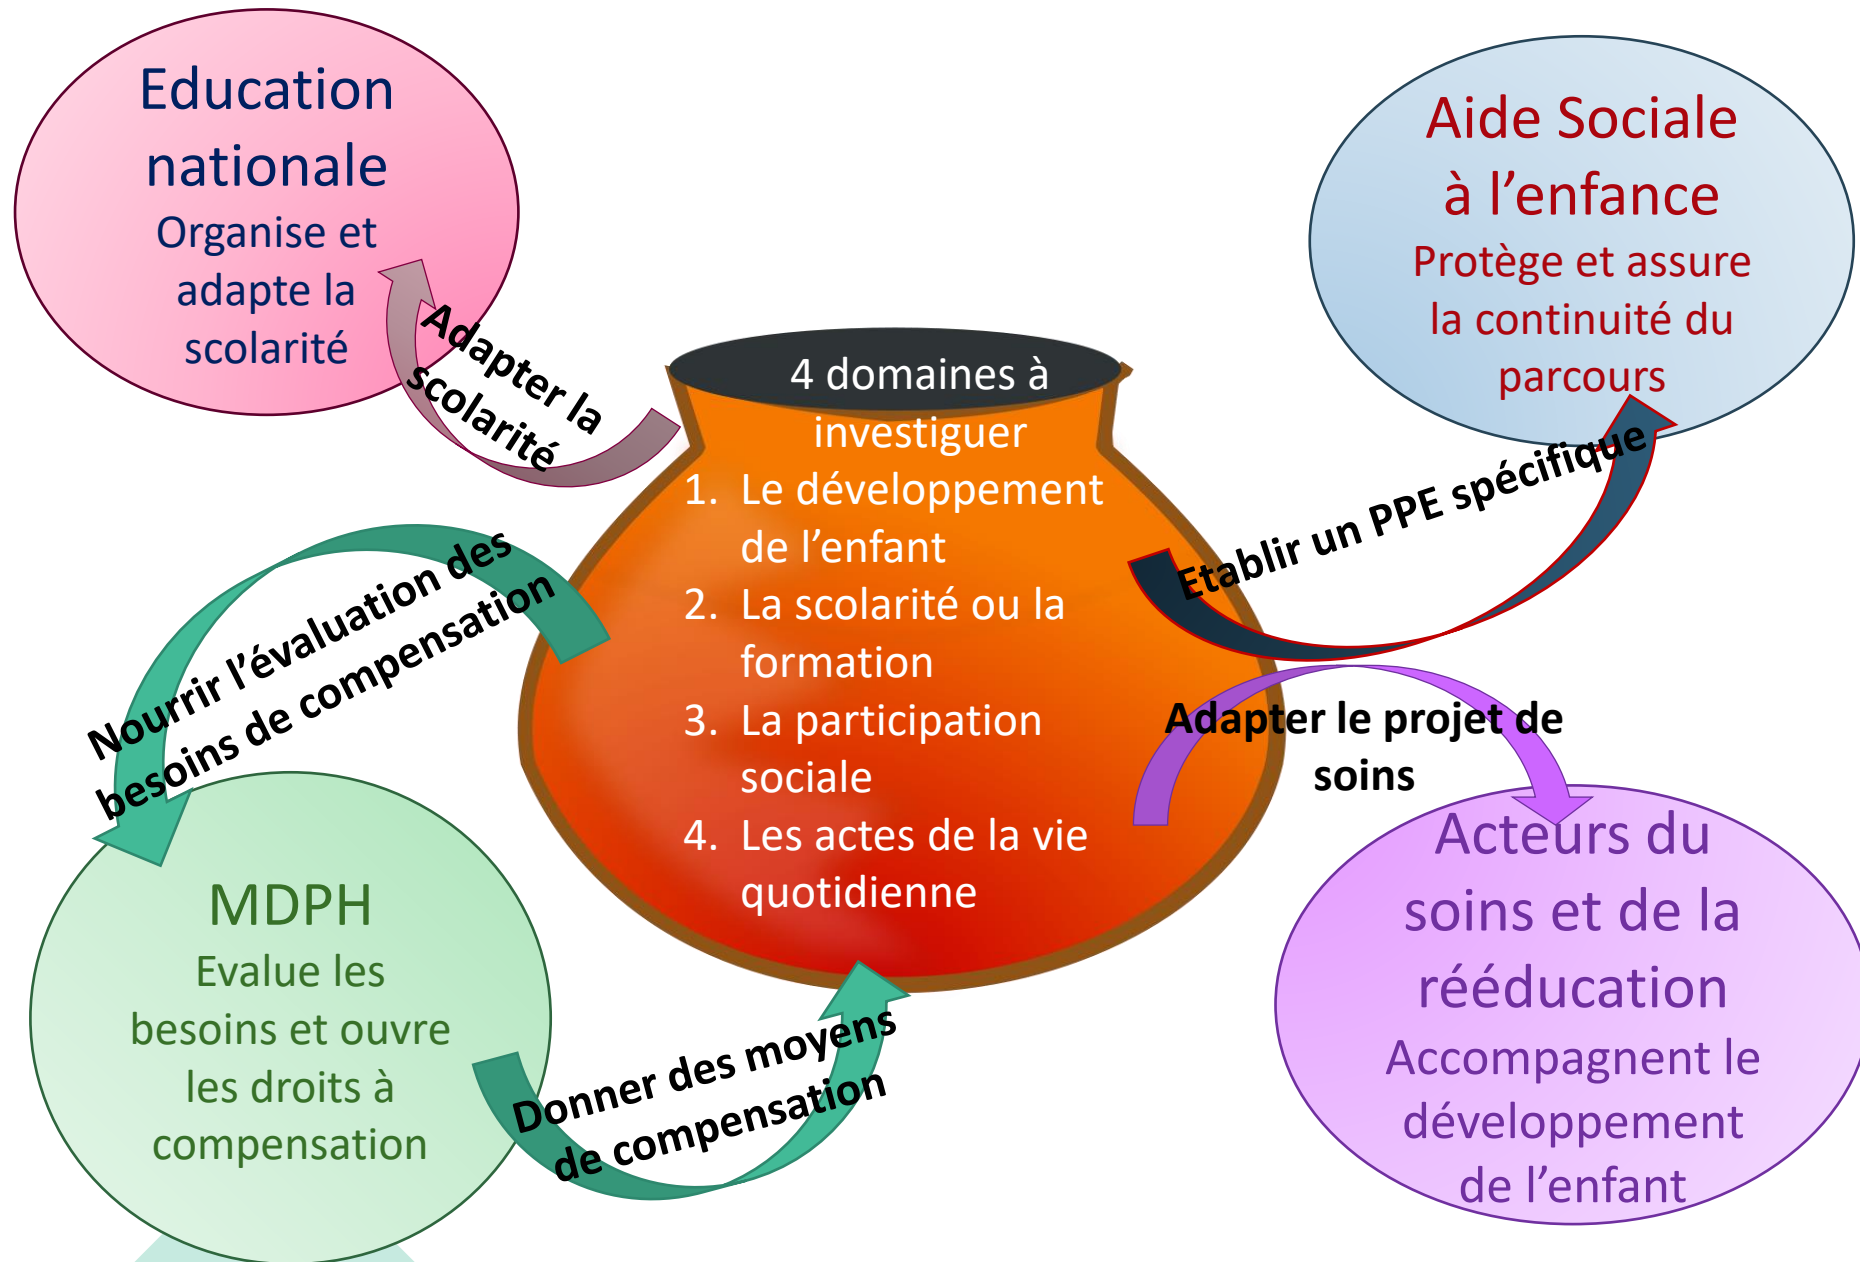 Education
nationale
Organise et
adapte la
scolarité
Aide Sociale
à l’enfance
Protège et assure
la continuité du
parcours
Adapter la
scolarité
4 domaines à
investiguer
1. Le développement
de l’enfant
2. La scolarité ou la
formation
3. La participation
sociale
4. Les actes de la vie
quotidienne
Etablir un PPE spécifique
Nourrir l’évaluation des
besoins de compensation
Adapter le projet de
soins
MDPH
Evalue les
besoins et ouvre
les droits à
compensation
Donner des moyens
de compensation
Acteurs du
soins et de la
rééducation
Accompagnent le
développement
de l’enfant